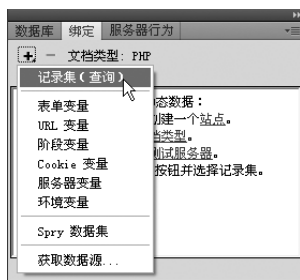 数据库 绑定 服务器行为
文档类型: PHP
记录集(查询)
态态数据：
表单变量
创建一个站点。
URL 变量
当类型。
阶段变量
测试服务器。
Cookie 变量
按钮并选择记录集。
服务器变量
环境变量
Spry 数据集
获取数据源...